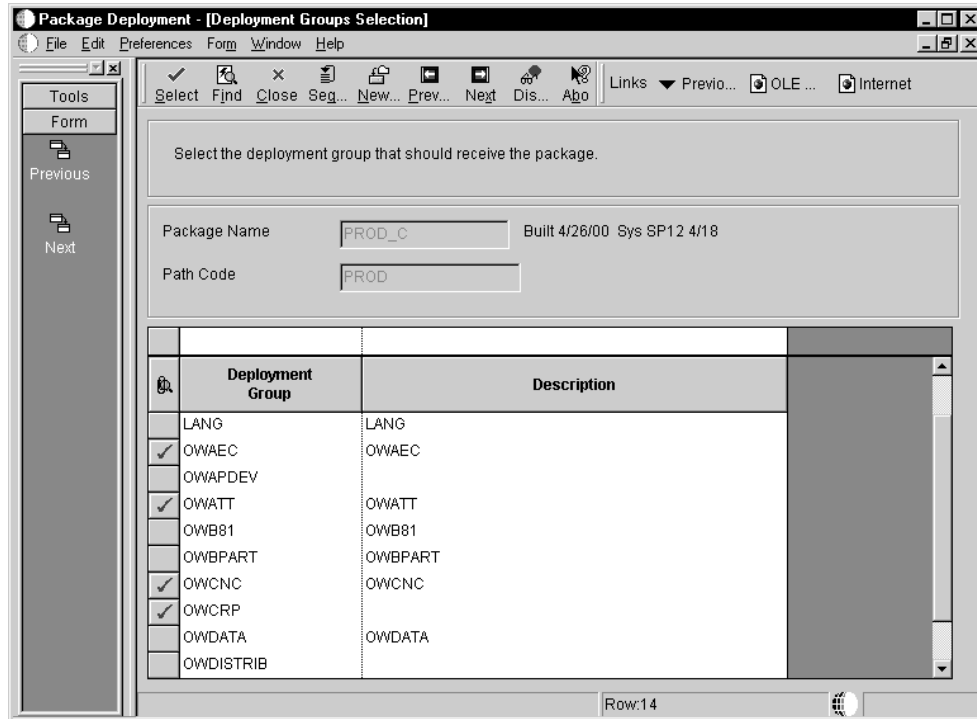 Package Deployment - [Deployment Groups Selection]
File Edit Preferences Form Window Help
Tools
Form
Previous
Next
Select Find Close Seq... New... Prev... Next Dis... Abo Links Previo... OLE ... Internet
Select the deployment group that should receive the package.
Package Name PROD_C Built 4/26/00 Sys SP12 4/18
Path Code PROD
Deployment Group Description
LANG LANG
OWAEC OWAEC
OWAPDEV
OWATT OWATT
OWB81 OWB81
OWBPART OWBPART
OWCNC OWCNC
OWCRP
OWDATA OWDATA
OWDISTRIB
Row:14